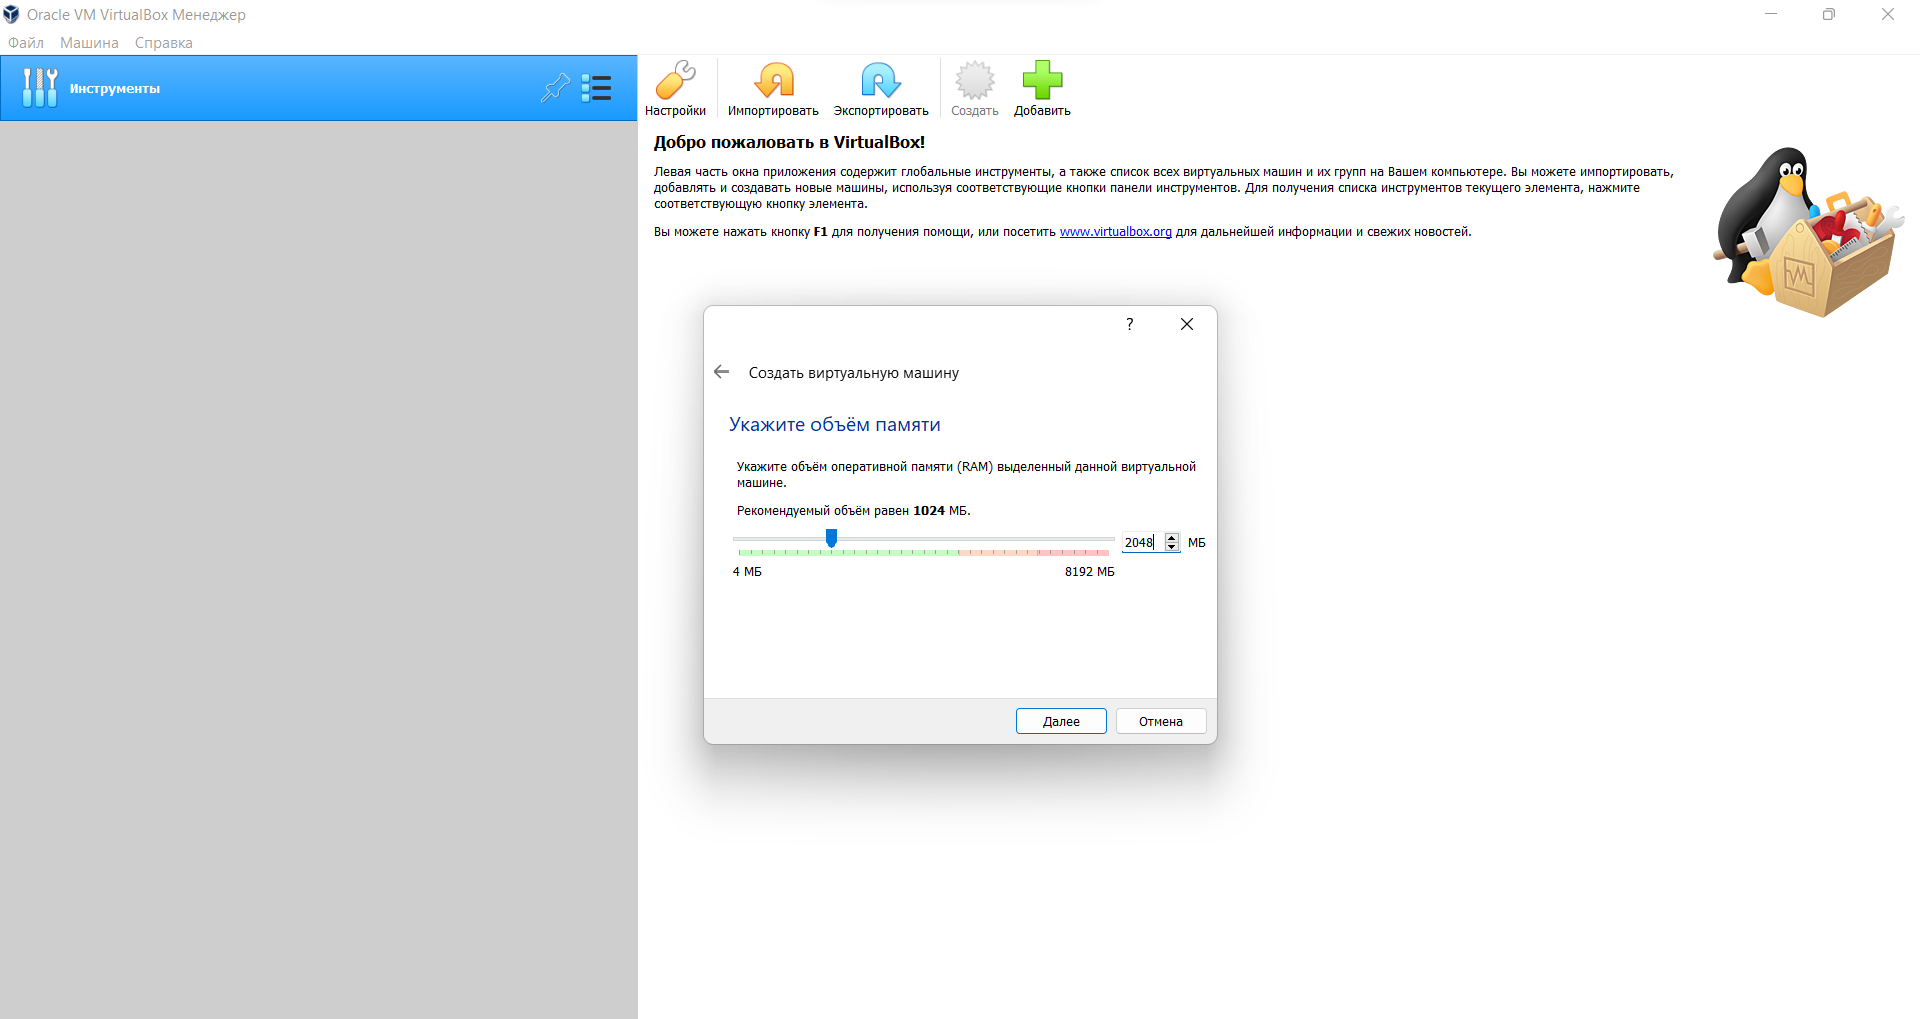 Oracle VM VirtualBox Менеджер
Файл Машина Справка
Инструменты
Настройки Импортировать Экспортировать Создать Добавить
Добро пожаловать в VirtualBox!
Левая часть окна приложения содержит глобальные инструменты, а также список всех виртуальных машин и их групп на Вашем компьютере. Вы можете импортировать,
добавлять и создавать новые машины, используя соответствующие кнопки панели инструментов. Для получения списка инструментов текущего элемента, нажмите
соответствующую кнопку элемента.
Вы можете нажать кнопку F1 для получения помощи, или посетить www.virtualbox.org для дальнейшей информации и свежих новостей.
?
Создать виртуальную машину
Укажите объём памяти
Укажите объём оперативной памяти (RAM) выделенный данной виртуальной
машине.
Рекомендуемый объём равен 1024 МБ.
2048 МБ
4 МБ 8192 МБ
Далее Отмена